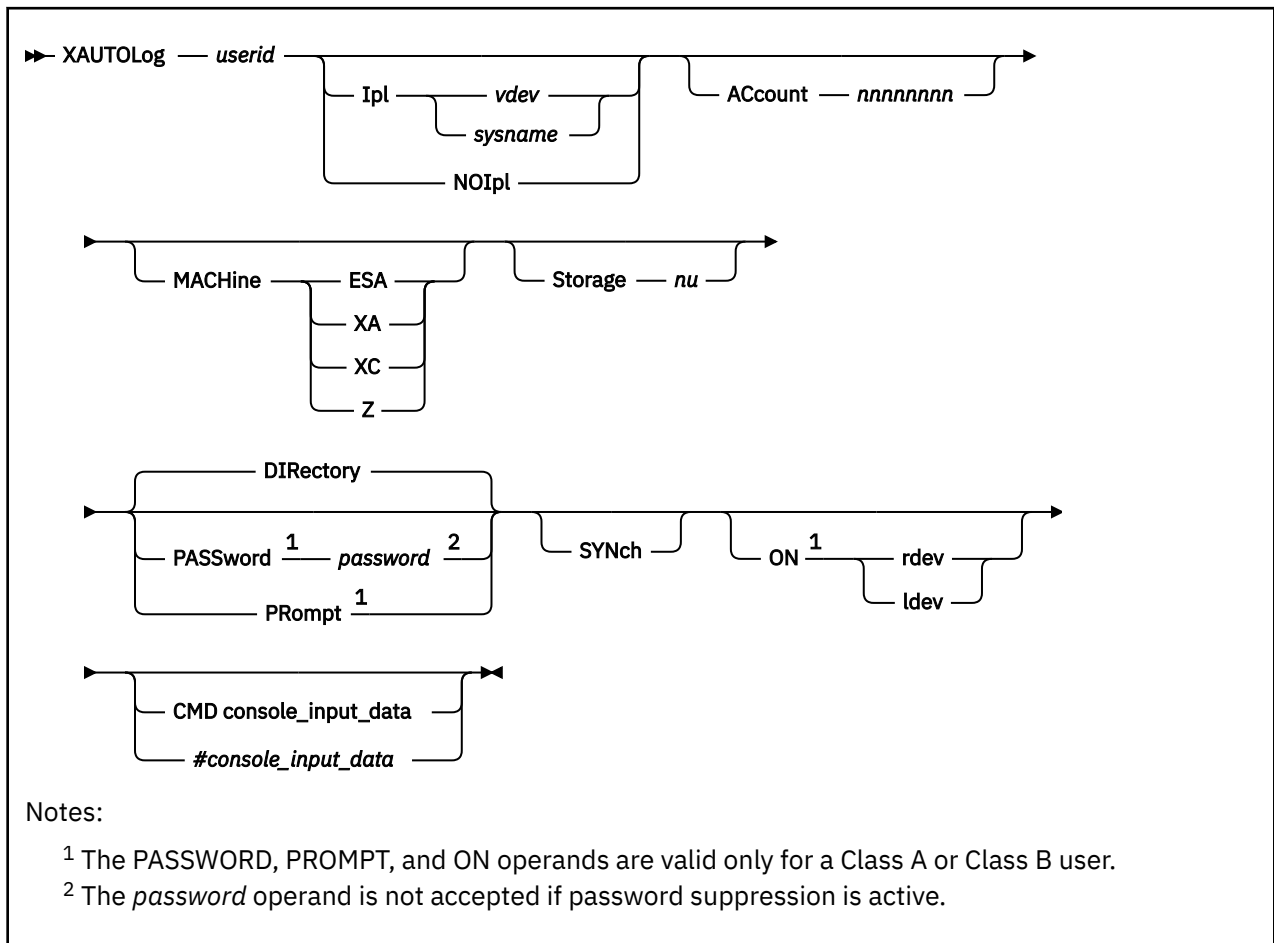 XAUTOLog userid
Ipl vdev ACcount nnnnnnnn
sysname
NOIpl
MACHine ESA Storage nu
XA
XC
Z
DIRectory
PASSword 1 password 2 SYNch ON 1 rdev
PRompt 1 ldev
CMD console_input_data
#console_input_data
Notes:
1 The PASSWORD, PROMPT, and ON operands are valid only for a Class A or Class B user.
2 The password operand is not accepted if password suppression is active.